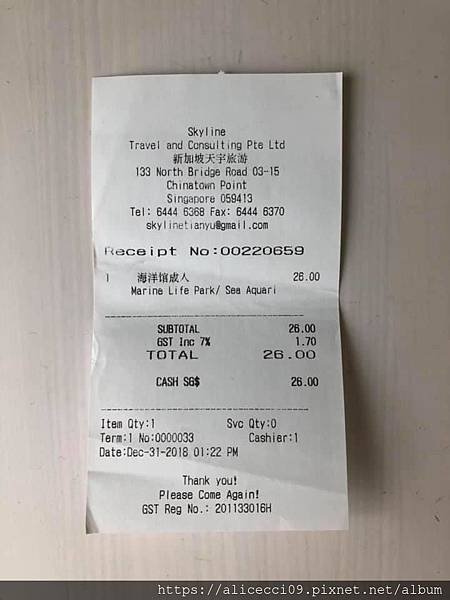 Skyline
Travel and Consulting Pte Ltd
新加坡天宇旅游
133 North Bridge Road 03-15
Chinatown Point
Singapore 059413
Tel: 6444 6368 Fax: 6444 6370
skylinetianyu@gmail.com
Receipt No:00220659
1 海洋馆成人 26.00
Marine Life Park/ Sea Aquari
SUBTOTAL 26.00
GST Inc 7% 1.70
TOTAL 26.00
CASH SG$ 26.00
Item Qty:1 Svc Qty:0
Term:1 No:0000033 Cashier:1
Date:Dec-31-2018 01:22 PM
Thank you!
Please Come Again!
GST Reg No.: 201133016H
https://alicecci09.pixnet.net/album